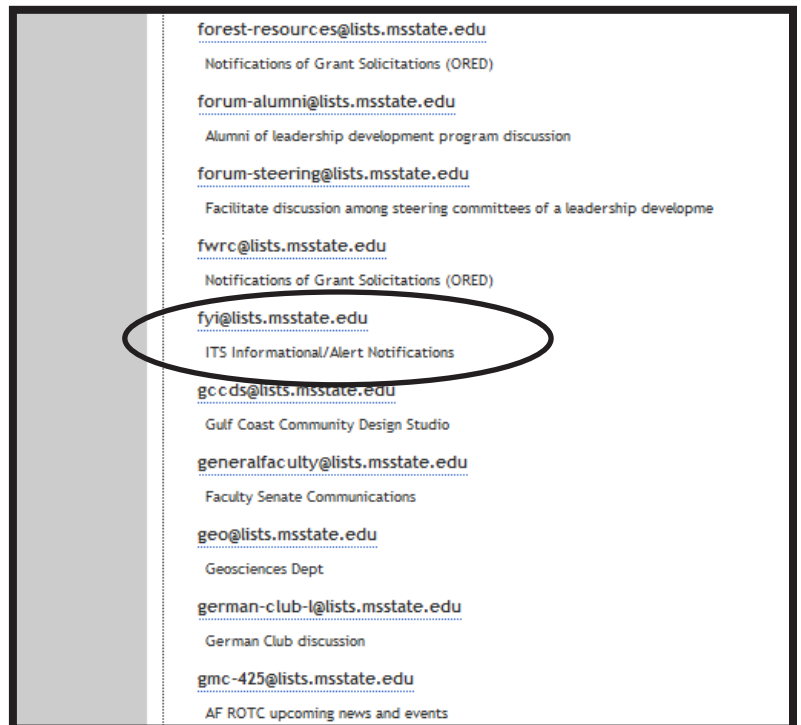 forest-resources@lists.msstate.edu
Notifications of Grant Solicitations (ORED)
forum-alumni@lists.msstate.edu
Alumni of leadership development program discussion
forum-steering@lists.msstate.edu
Facilitate discussion among steering committees of a leadership developme
fwrc@lists.msstate.edu
Notifications of Grant Solicitations (ORED)
fyi@lists.msstate.edu
ITS Informational/Alert Notifications
gccds@lists.msstate.edu
Gulf Coast Community Design Studio
generalfaculty@lists.msstate.edu
Faculty Senate Communications
geo@lists.msstate.edu
Geosciences Dept
german-club-l@lists.msstate.edu
German Club discussion
gmc-425@lists.msstate.edu
AF ROTC upcoming news and events